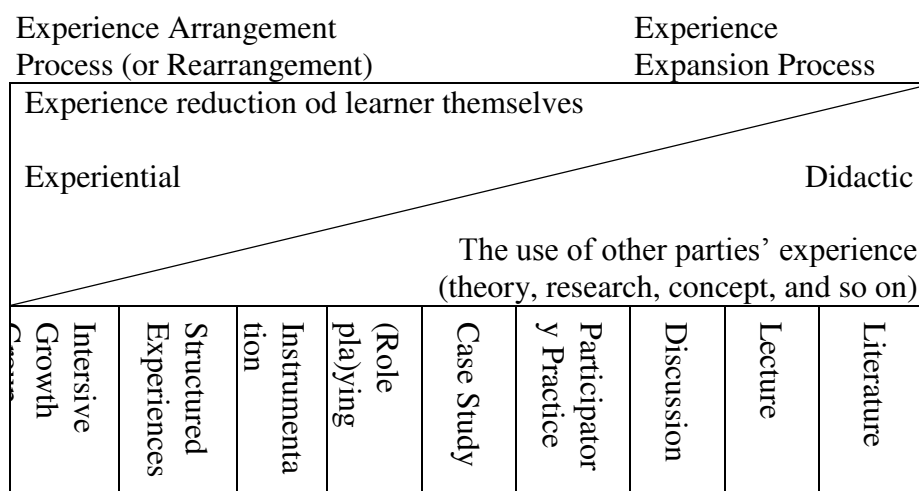 Experience Arrangement
Process (or Rearrangement)
Experience
Expansion Process
Experience reduction od learner themselves
Experiential
Didactic
The use of other parties’ experience
(theory, research, concept, and so on)
Intersive
Growth
Structured
Experiences
Instrumenta
tion
(Role
pla)ying
Case Study
Participator
y Practice
Discussion
Lecture
Literature